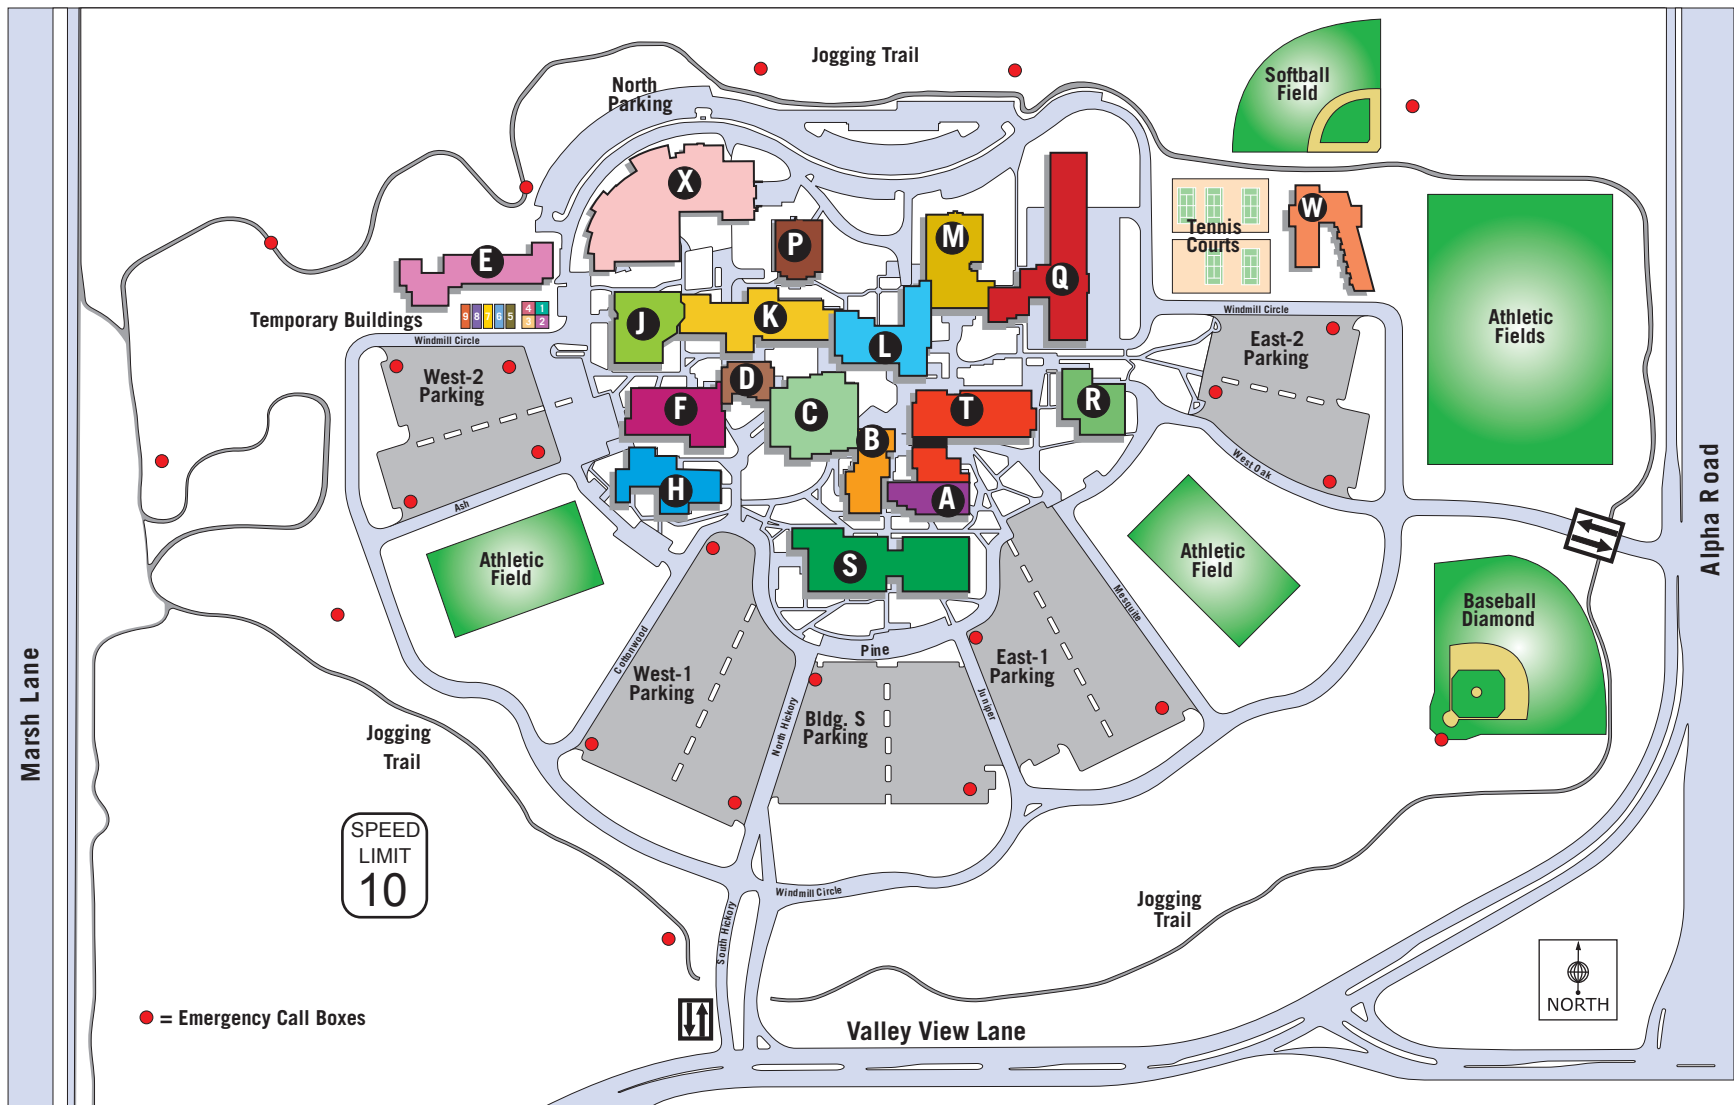 Jogging Trail
North
Parking
Softball
Field
X
W
Tennis
Courts
P
M
E
Q
Temporary Buildings
9
8
7
6
5
4
1
3
2
J
K
L
Windmill Circle
Windmill Circle
East-2
Parking
Athletic
Fields
West-2
Parking
D
F
C
T
R
B
H
A
West Oak
Ash
Alpha Road
Athletic
Field
S
Athletic
Field
Mesquite
Baseball
Diamond
Cottonwood
Pine
West-1
Parking
East-1
Parking
Juniper
North Hickory
Bldg. S
Parking
Marsh Lane
Jogging
Trail
SPEED
LIMIT
10
Windmill Circle
Jogging
Trail
South Hickory
NORTH
= Emergency Call Boxes
Valley View Lane